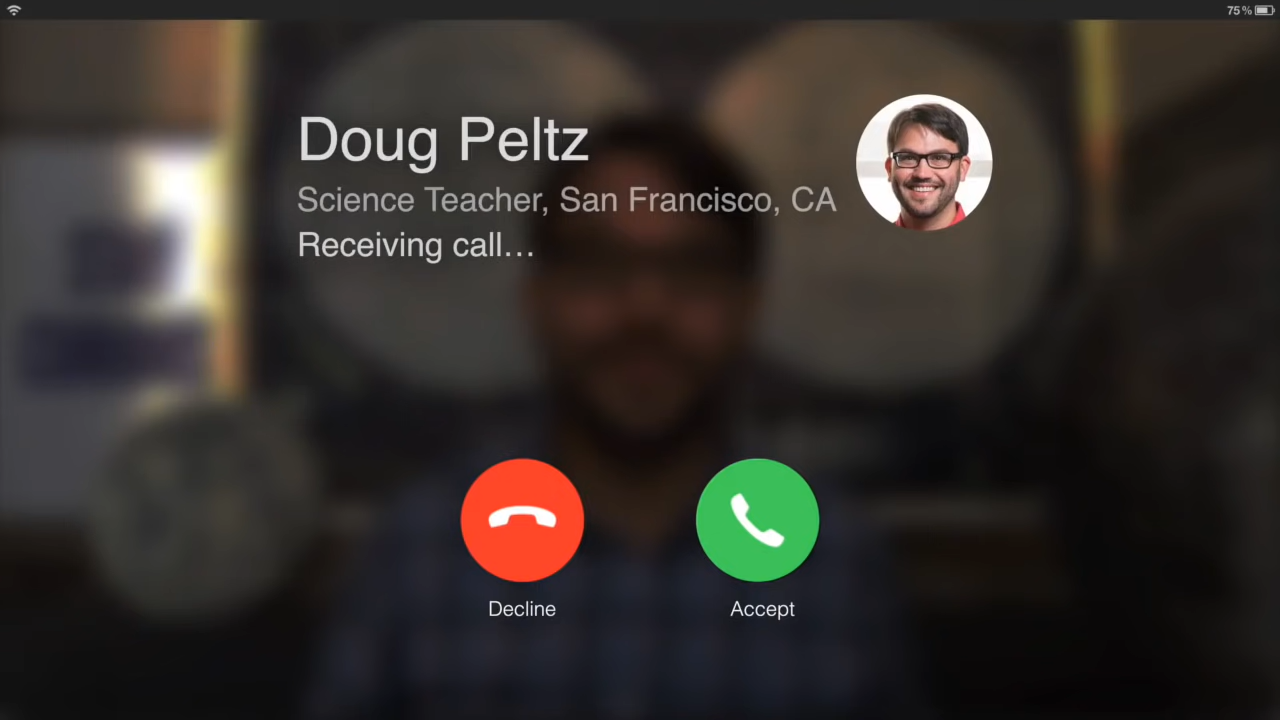 75%
Doug Peltz
Science Teacher, San Francisco, CA
Receiving call...
Decline
Accept